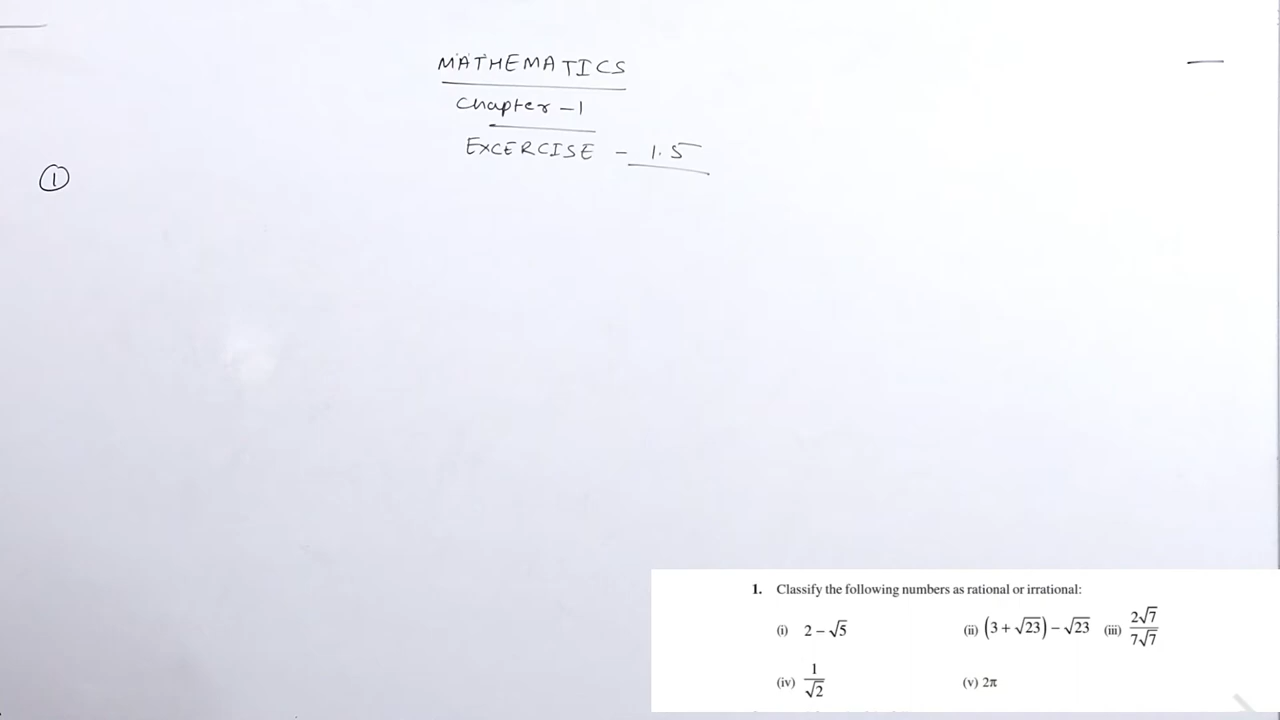 MATHEMATICS
Chapter - 1
EXCERCISE - 1.5
①
1. Classify the following numbers as rational or irrational:
(i) 2 – √5 (ii) (3 + √23) – √23 (iii) 2√7/7√7
(iv) 1/√2 (v) 2π